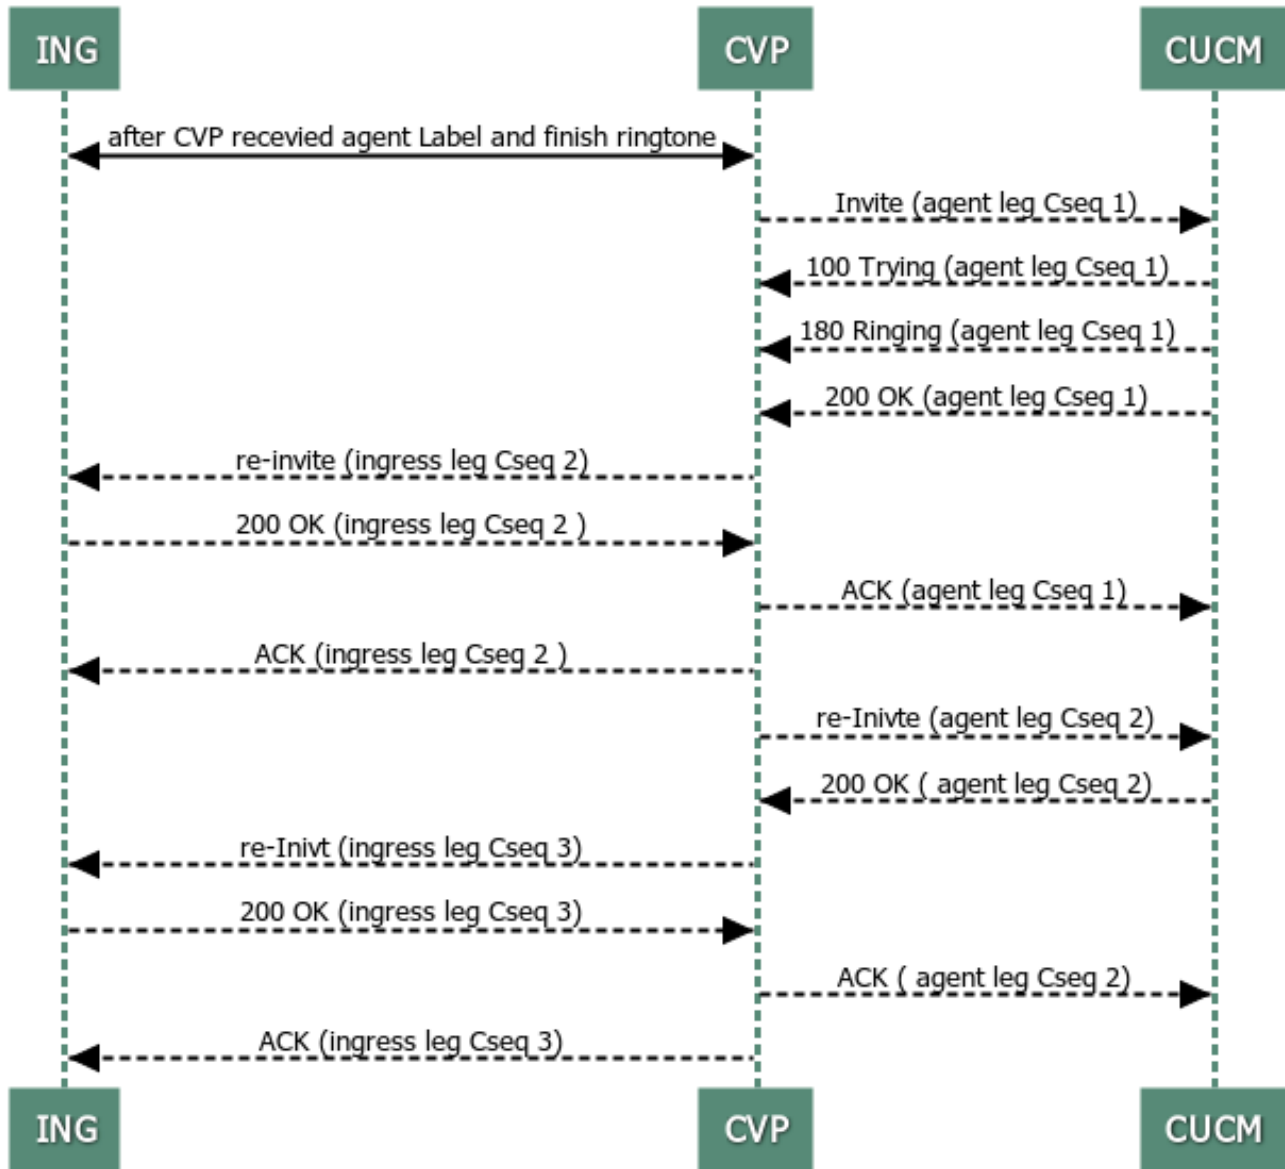 ING CVP CUCM
after CVP recevied agent Label and finish ringtone
Invite (agent leg Cseq 1)
100 Trying (agent leg Cseq 1)
180 Ringing (agent leg Cseq 1)
200 OK (agent leg Cseq 1)
re-invite (ingress leg Cseq 2)
200 OK (ingress leg Cseq 2 )
ACK (agent leg Cseq 1)
ACK (ingress leg Cseq 2 )
re-Inivte (agent leg Cseq 2)
200 OK ( agent leg Cseq 2)
re-Inivt (ingress leg Cseq 3)
200 OK (ingress leg Cseq 3)
ACK ( agent leg Cseq 2)
ACK (ingress leg Cseq 3)
ING CVP CUCM